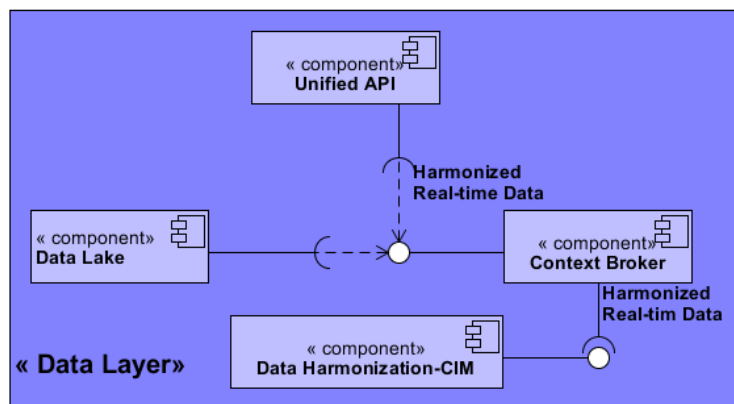 « component»
Unified API
Harmonized
Real-time Data
« component»
Data Lake
« component»
Context Broker
Harmonized
Real-tim Data
« component»
Data Harmonization-CIM
« Data Layer»